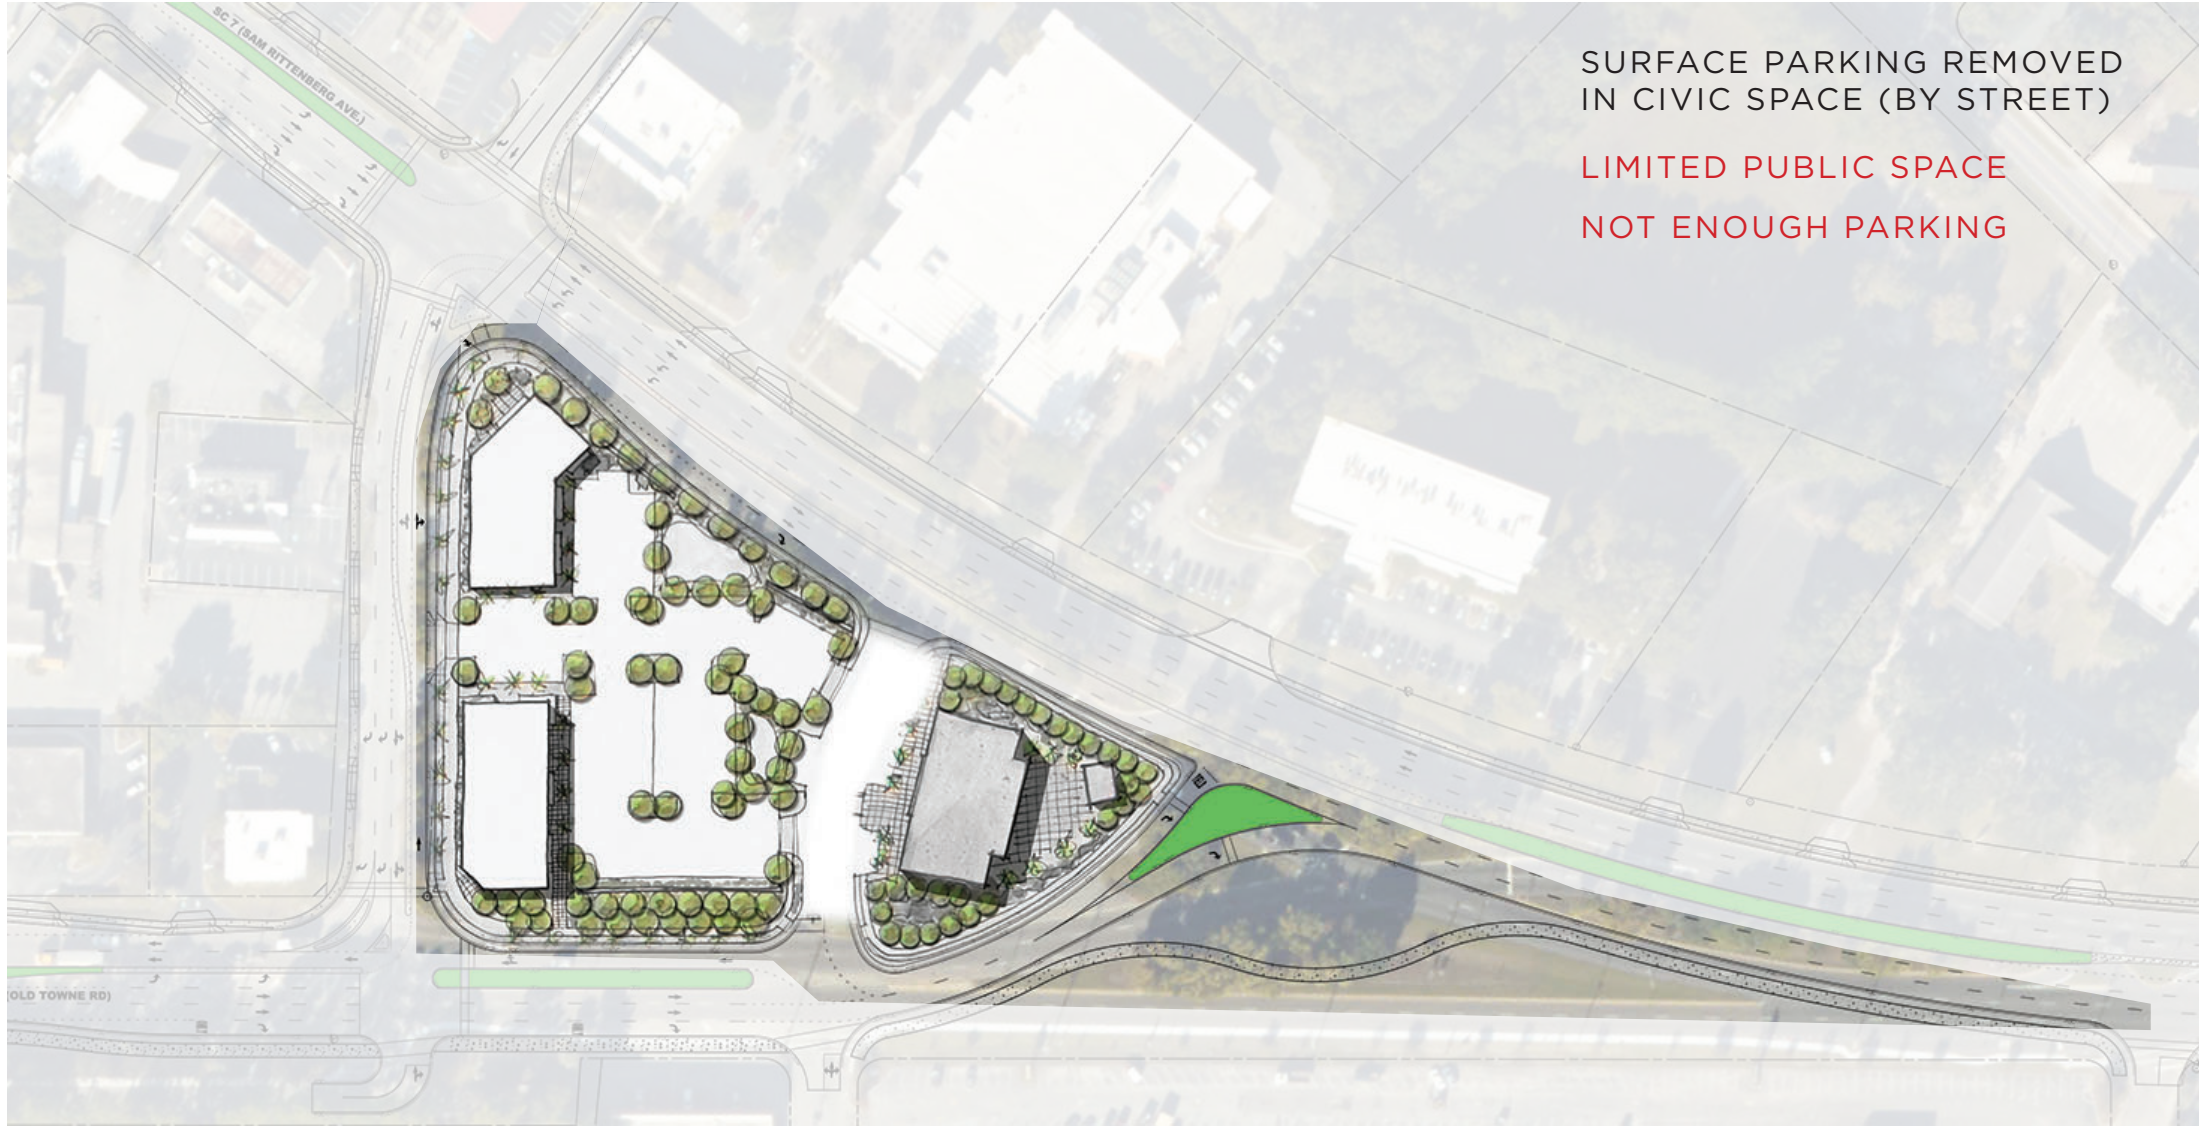 SURFACE PARKING REMOVED
IN CIVIC SPACE (BY STREET)
LIMITED PUBLIC SPACE
NOT ENOUGH PARKING
SC 7 (SAM RITTENBERG AVE.)
(OLD TOWNE RD)